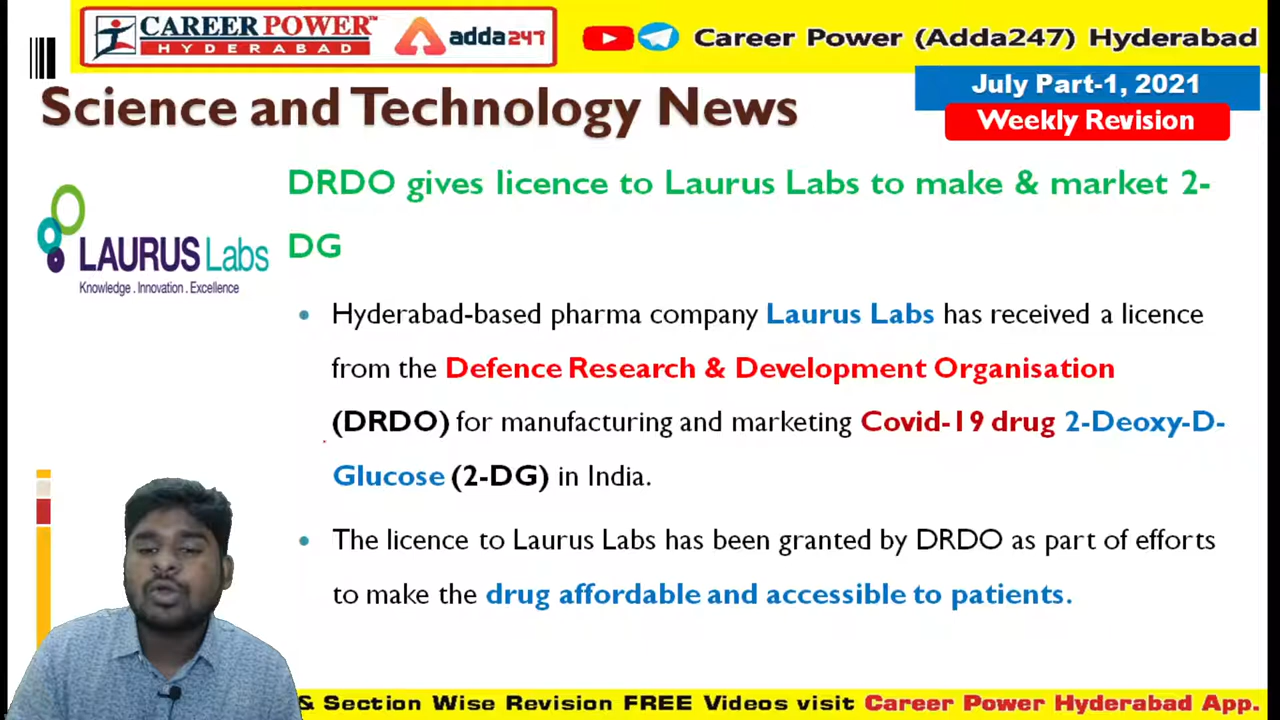 CAREER POWER™
HYDERABAD
adda247
Career Power (Adda247) Hyderabad
Science and Technology News
July Part-1, 2021
Weekly Revision
LAURUS Labs
Knowledge . Innovation . Excellence
DRDO gives licence to Laurus Labs to make & market 2-
DG
• Hyderabad-based pharma company Laurus Labs has received a licence
from the Defence Research & Development Organisation
(DRDO) for manufacturing and marketing Covid-19 drug 2-Deoxy-D-
Glucose (2-DG) in India.
• The licence to Laurus Labs has been granted by DRDO as part of efforts
to make the drug affordable and accessible to patients.
& Section Wise Revision FREE Videos visit Career Power Hyderabad App.